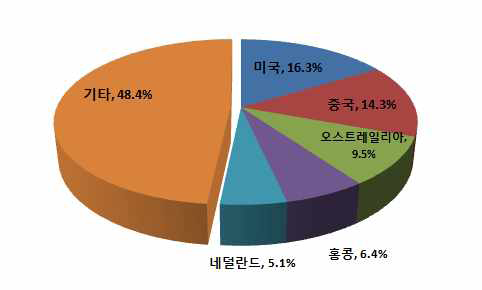 미국, 16.3%
중국, 14.3%
오스트레일리아,
9.5%
홍콩, 6.4%
네덜란드, 5.1%
기타, 48.4%